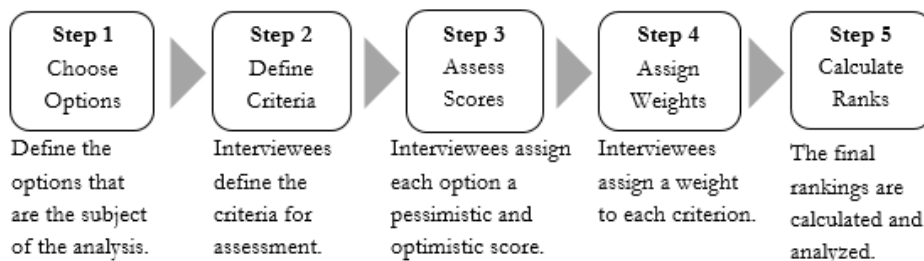 Step 1
Choose
Options
Define the
options that
are the subject
of the analysis.
Step 2
Define
Criteria
Interviewees
define the
criteria for
assessment.
Step 3
Assess
Scores
Interviewees assign
each option a
pessimistic and
optimistic score.
Step 4
Assign
Weights
Interviewees
assign a weight
to each criterion.
Step 5
Calculate
Ranks
The final
rankings are
calculated and
analyzed.